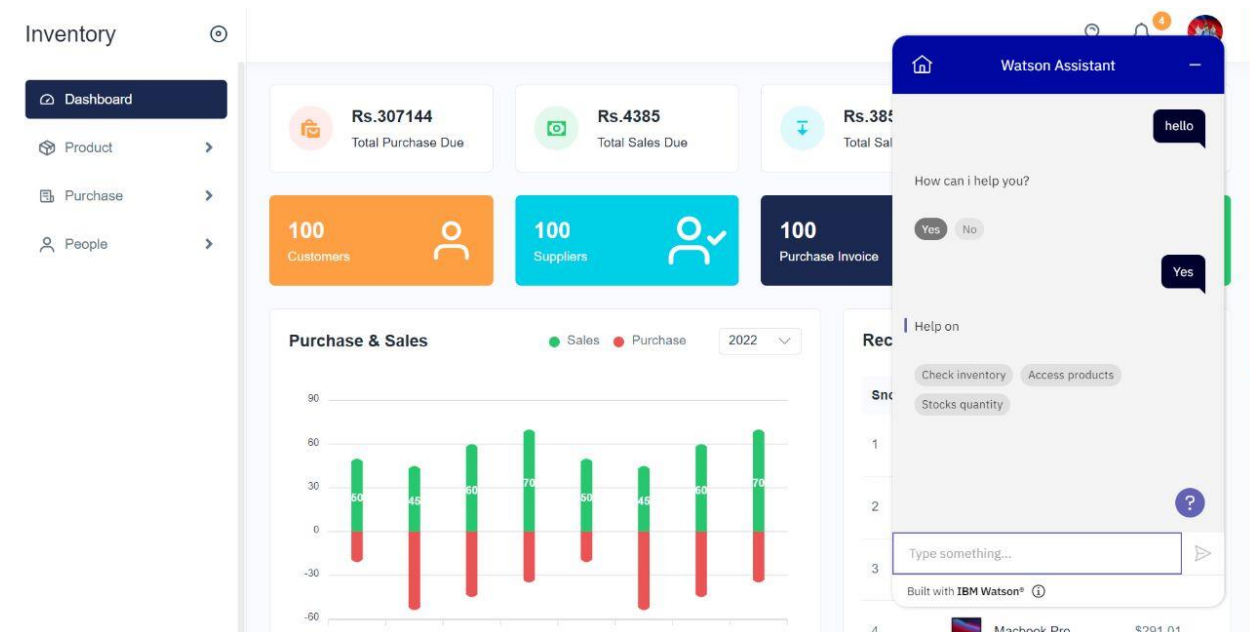 Inventory
4
Watson Assistant
Dashboard
Product
Purchase
People
Rs.307144
Total Purchase Due
Rs.4385
Total Sales Due
Rs.385
Total Sal
100
Customers
100
Suppliers
100
Purchase Invoice
hello
How can i help you?
Yes No
Yes
Help on
Check inventory Access products
Stocks quantity
?
Type something...
Built with IBM Watson®
Purchase & Sales
Sales Purchase 2022
90
60
30
0
-30
-60
50 45 60 70 50 45 60 70
Rec
Sno
1
2
3
4 Macbook Pro $291.01